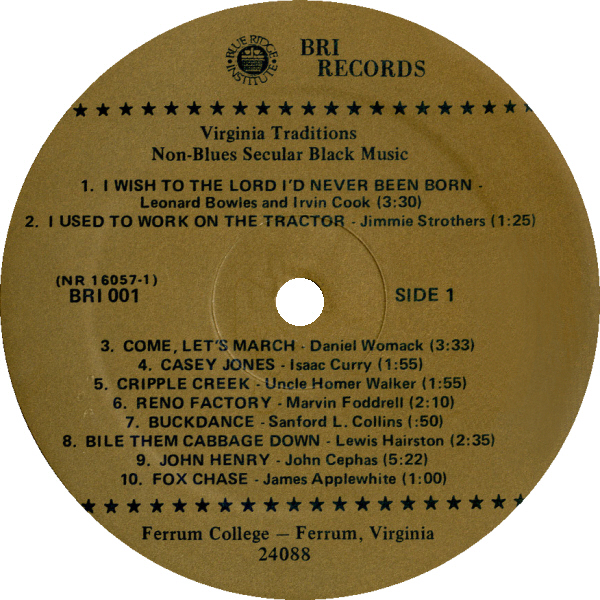 BLUE RIDGE
INSTITUTE
BRI
RECORDS
Virginia Traditions
Non-Blues Secular Black Music
1. I WISH TO THE LORD I'D NEVER BEEN BORN -
Leonard Bowles and Irvin Cook (3:30)
2. I USED TO WORK ON THE TRACTOR - Jimmie Strothers (1:25)
(NR 16057-1)
BRI 001
SIDE 1
3. COME, LET'S MARCH - Daniel Womack (3:33)
4. CASEY JONES - Isaac Curry (1:55)
5. CRIPPLE CREEK - Uncle Homer Walker (1:55)
6. RENO FACTORY - Marvin Foddrell (2:10)
7. BUCKDANCE - Sanford L. Collins (:50)
8. BILE THEM CABBAGE DOWN - Lewis Hairston (2:35)
9. JOHN HENRY - John Cephas (5:22)
10. FOX CHASE - James Applewhite (1:00)
Ferrum College — Ferrum, Virginia
24088